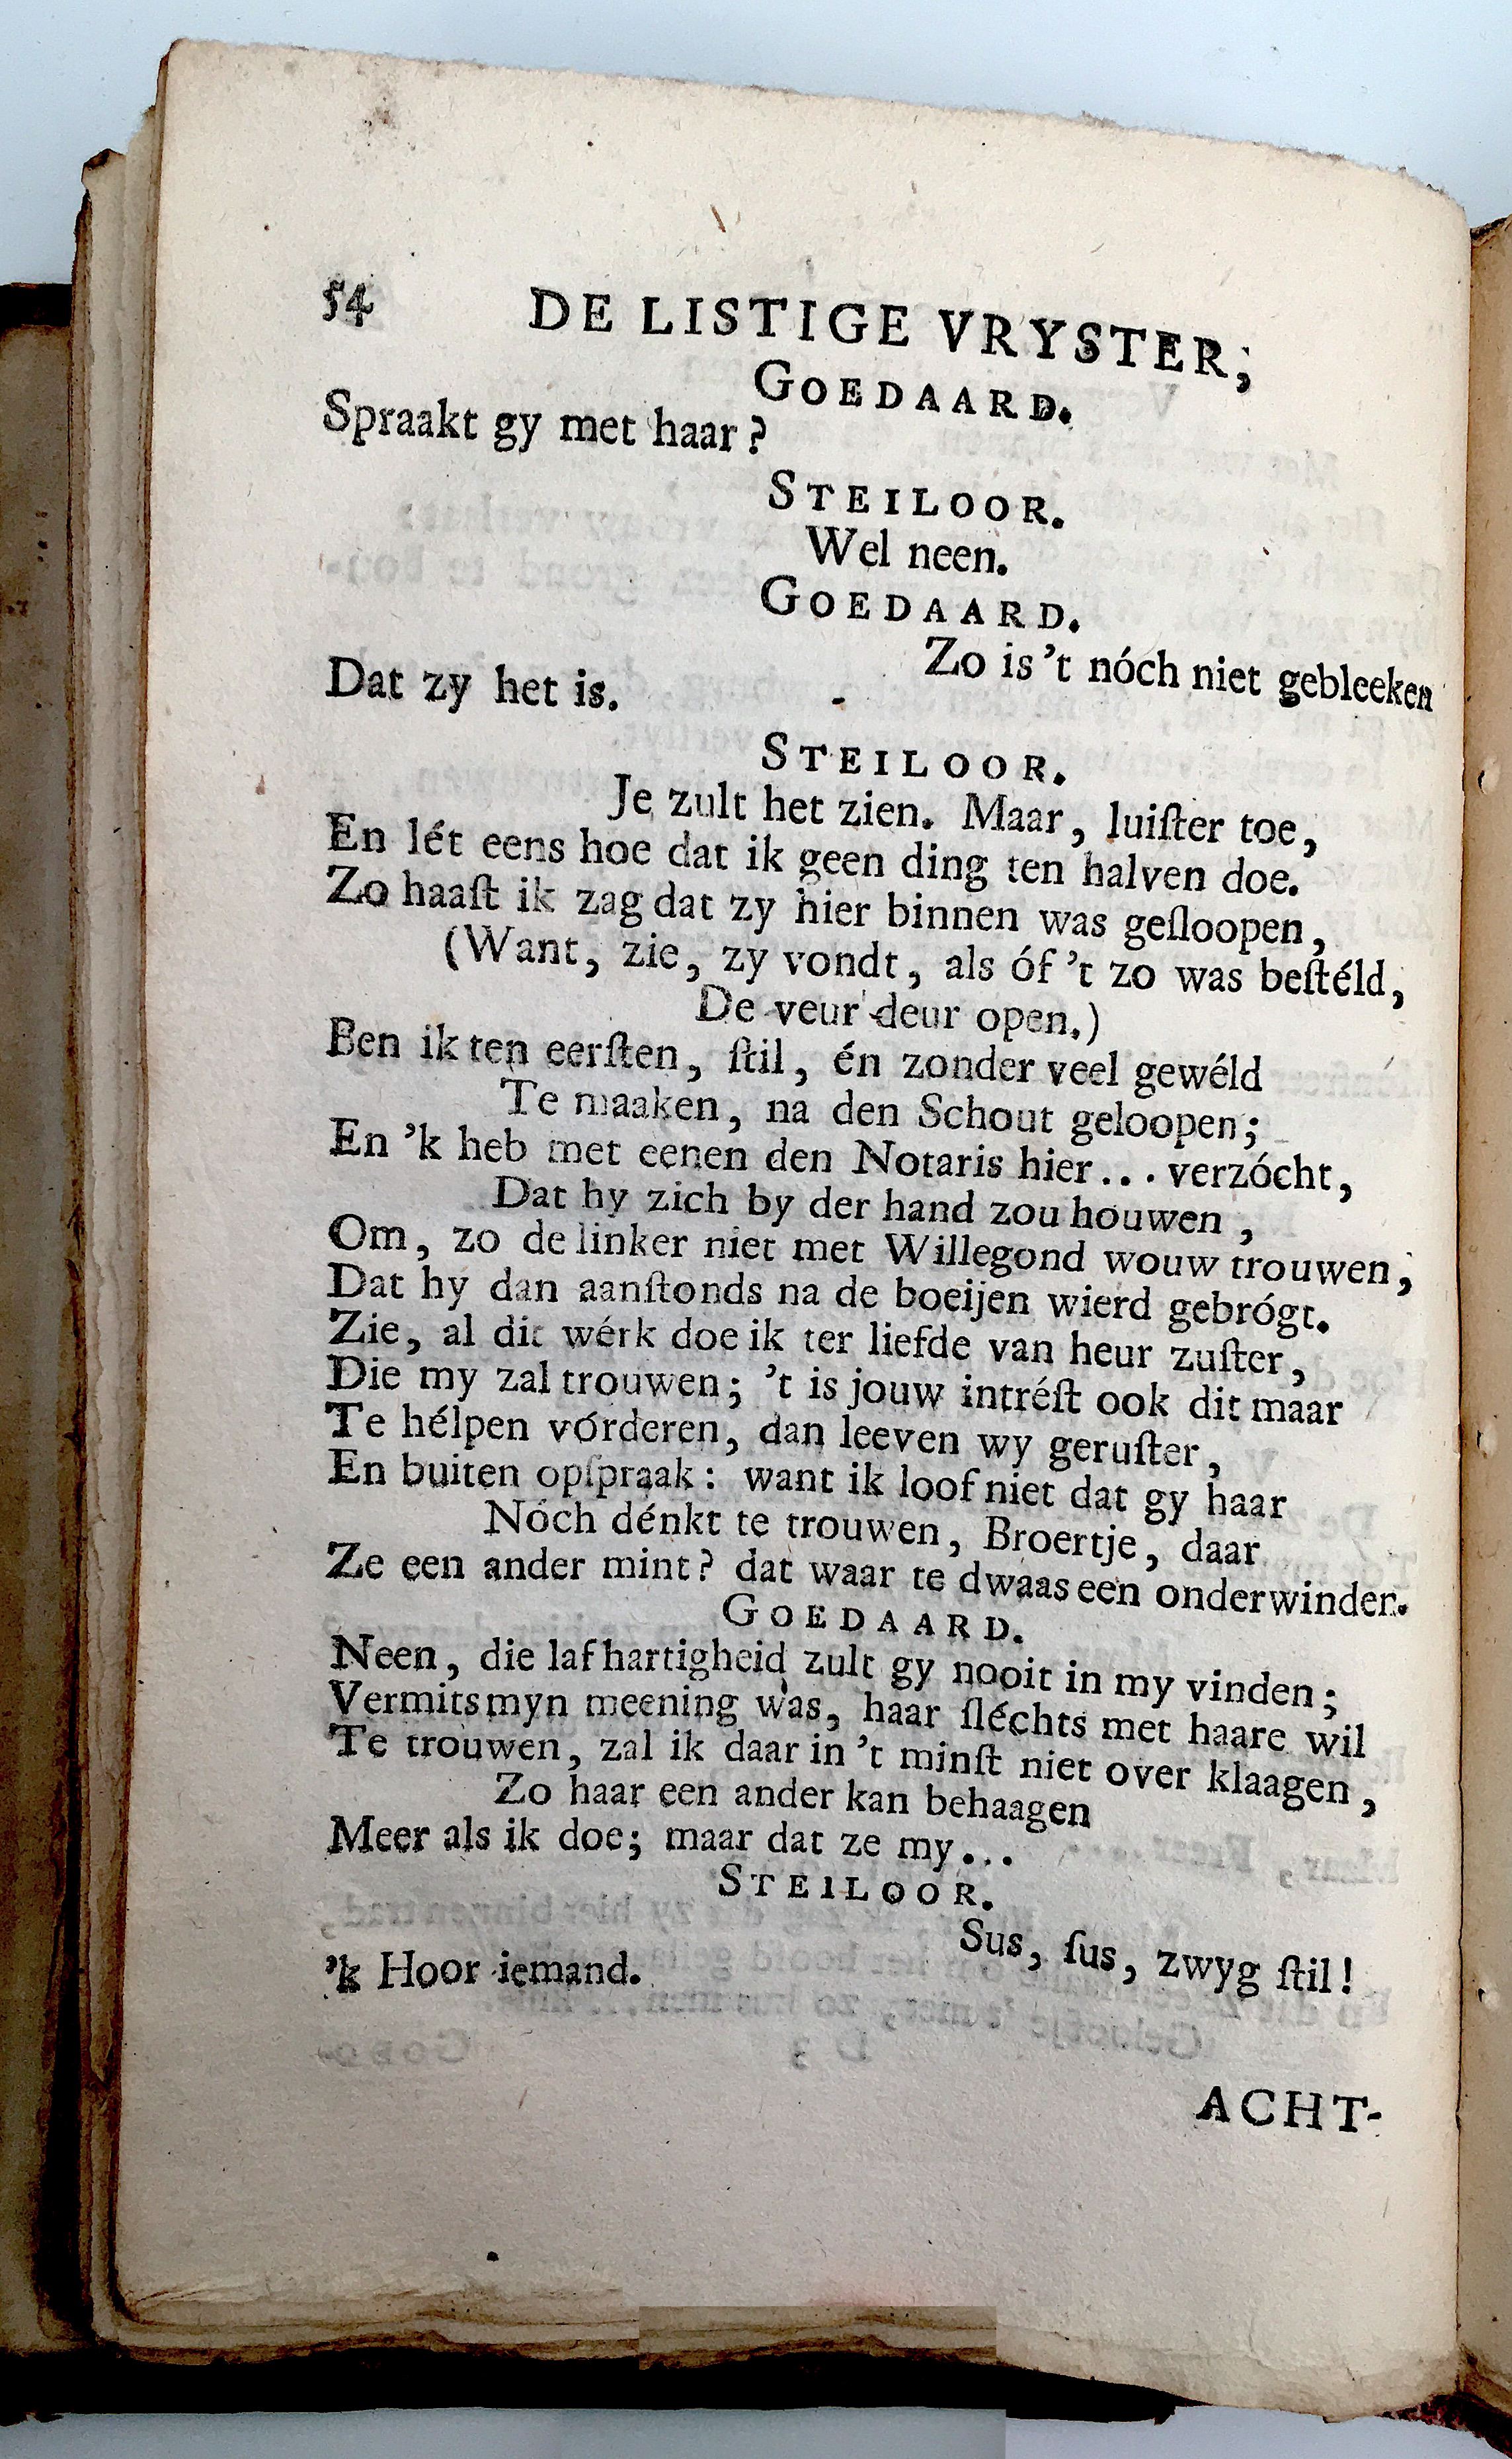 54 DE LISTIGE VRYSTER;
GOEDAARD.
Spraakt gy met haar?
STEILOOR.
Wel neen.
GOEDAARD.
Zo is 't nóch niet gebleeken
Dat zy het is.
STEILOOR.
Je zult het zien. Maar, luiſter toe,
En lét eens hoe dat ik geen ding ten halven doe.
Zo haaſt ik zag dat zy hier binnen was geſloopen,
(Want, zie, zy vondt, als óf 't zo was beſtéld,
De veur deur open.)
Ben ik ten eerſten, ſtil, én zonder veel gewéld
Te maaken, na den Schout geloopen;
En 'k heb met eenen den Notaris hier... verzócht,
Dat hy zich by der hand zou houwen,
Om, zo de linker niet met Willegond wouw trouwen,
Dat hy dan aanſtonds na de boeijen wierd gebrógt.
Zie, al dit wérk doe ik ter liefde van heur zuſter,
Die my zal trouwen; 't is jouw intréſt ook dit maar
Te hélpen vórderen, dan leeven wy geruſter,
En buiten opſpraak: want ik loof niet dat gy haar
Nóch dénkt te trouwen, Broertje, daar
Ze een ander mint? dat waar te dwaas een onderwinden.
GOEDAARD.
Neen, die lafhartigheid zult gy nooit in my vinden;
Vermits myn meening was, haar ſléchts met haare wil
Te trouwen, zal ik daar in 't minſt niet over klaagen,
Zo haar een ander kan behaagen
Meer als ik doe; maar dat ze my...
STEILOOR.
Sus, ſus, zwyg ſtil!
'k Hoor iemand.
ACHT-